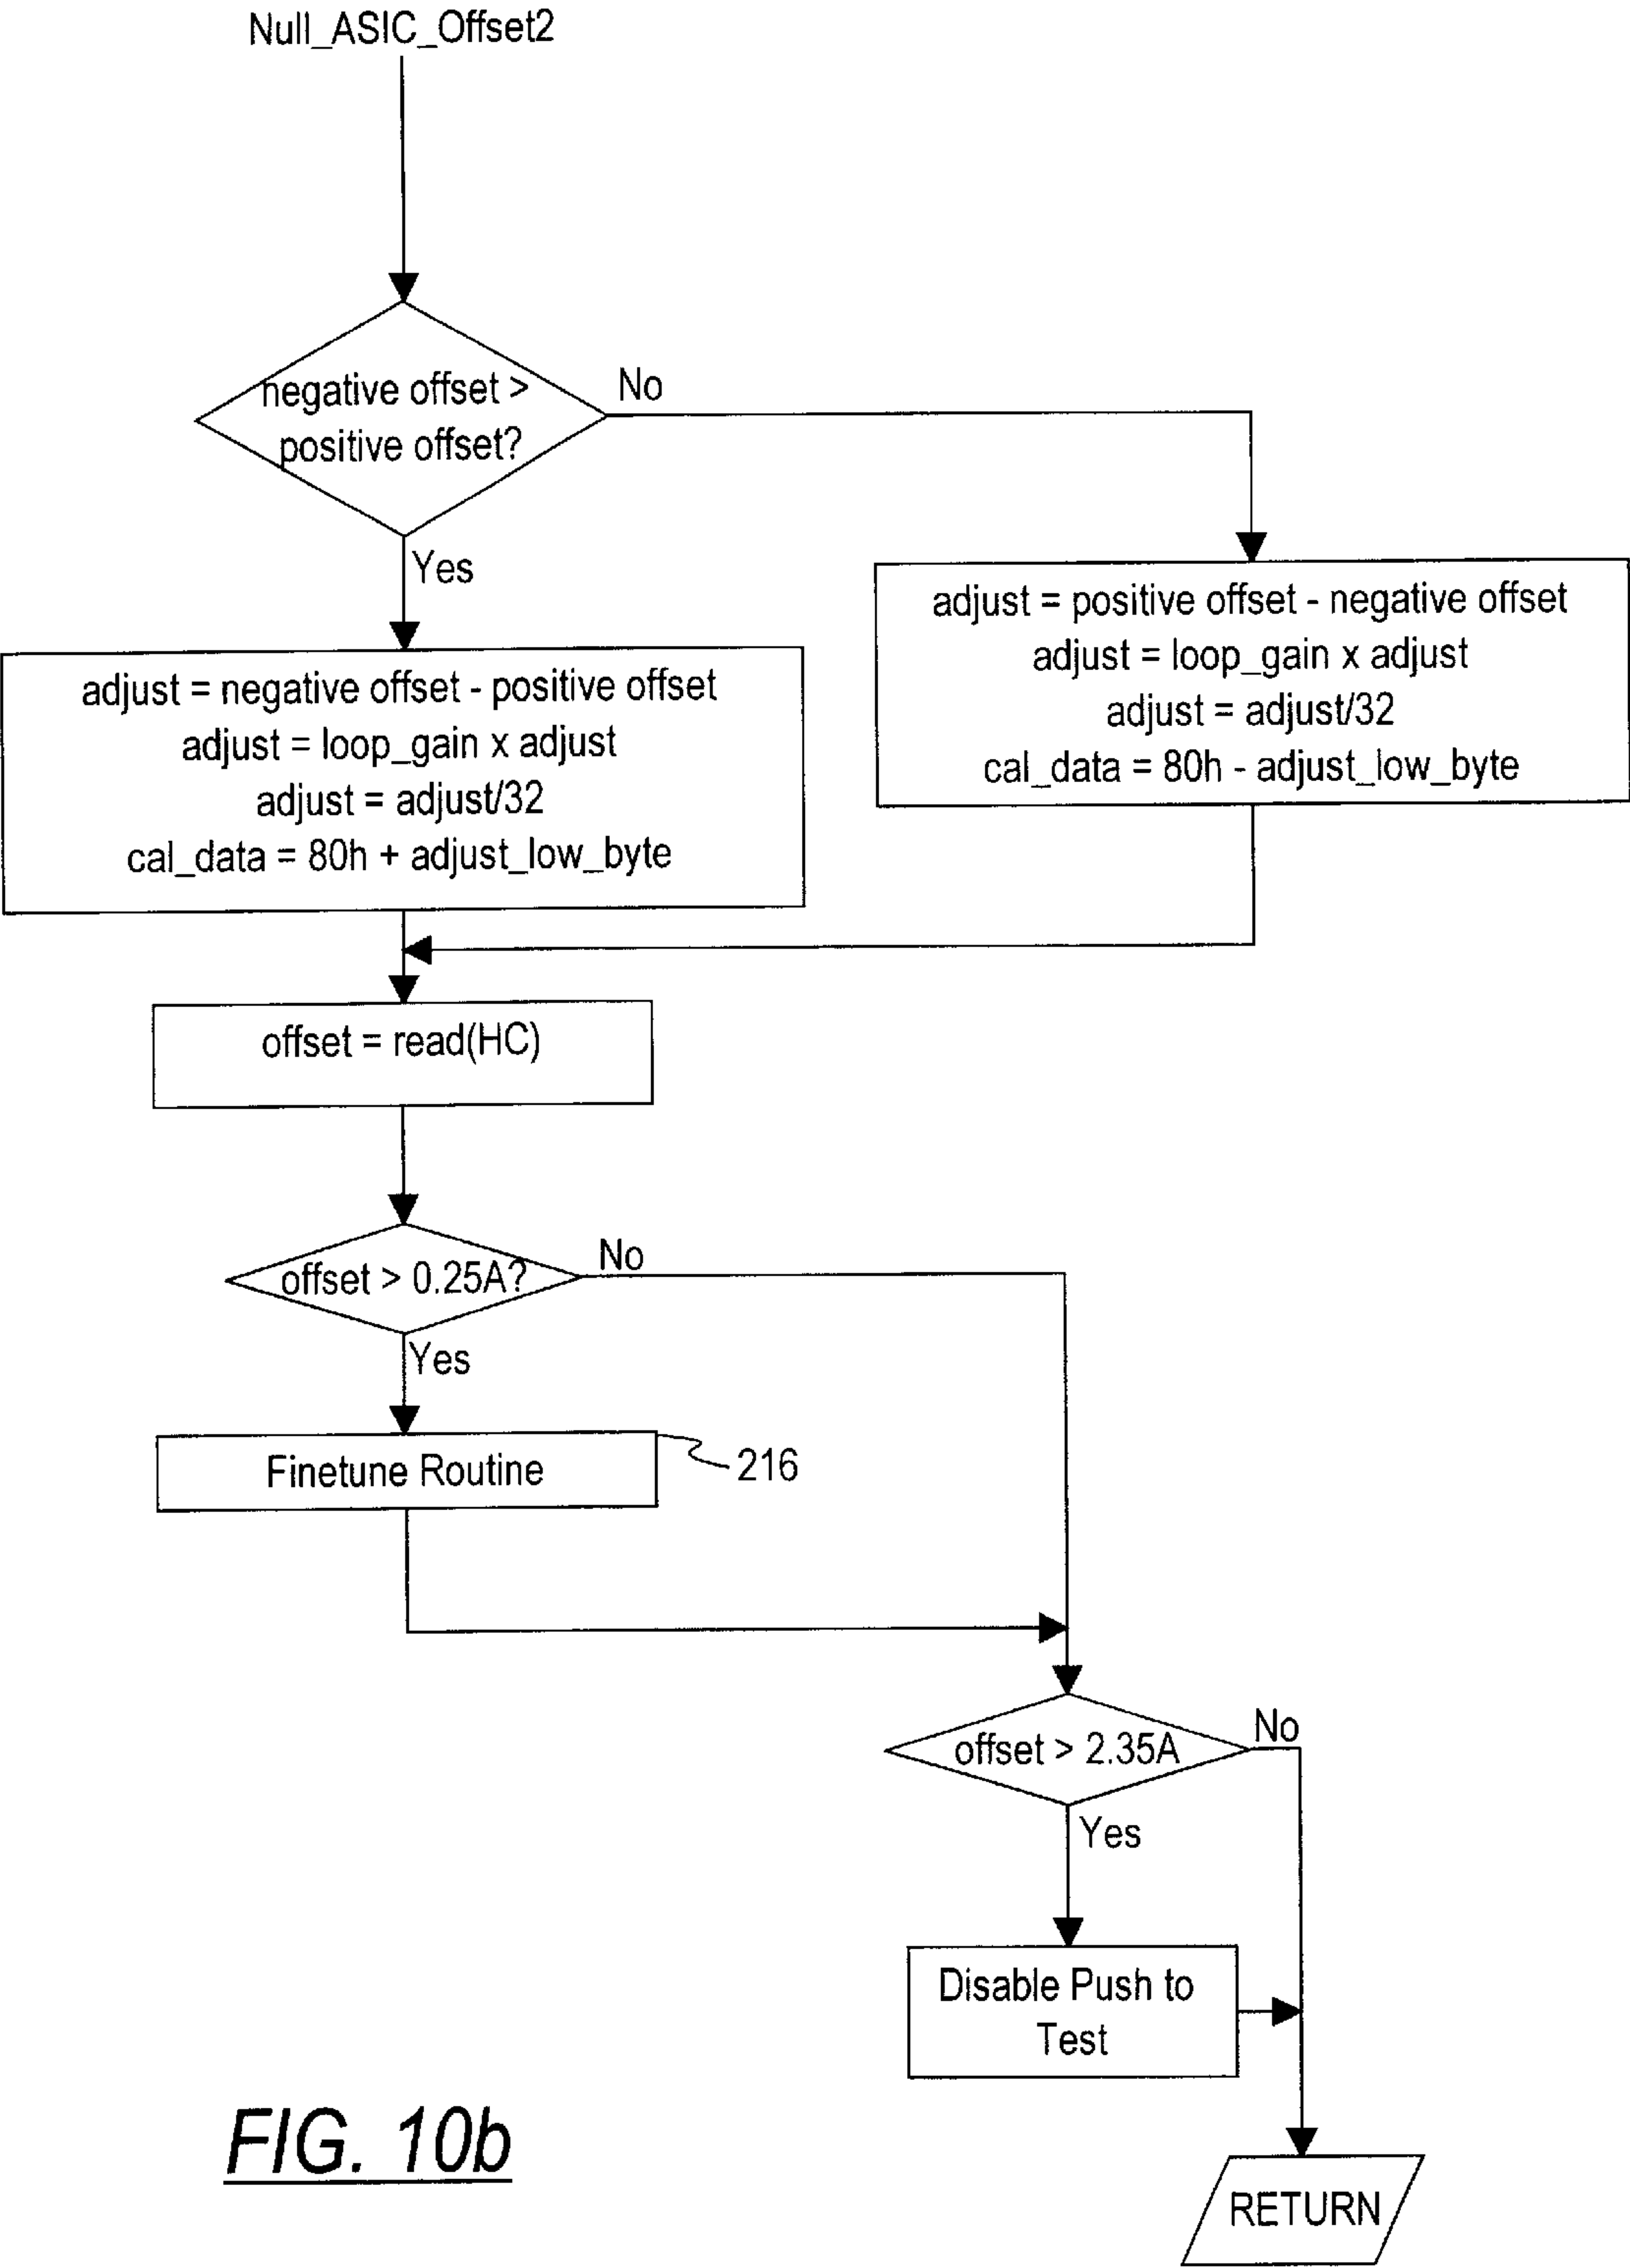 Null_ASIC_Offset2
negative offset >
positive offset?
No
Yes
adjust = positive offset - negative offset
adjust = loop_gain x adjust
adjust = adjust/32
cal_data = 80h - adjust_low_byte
adjust = negative offset - positive offset
adjust = loop_gain x adjust
adjust = adjust/32
cal_data = 80h + adjust_low_byte
offset = read(HC)
offset > 0.25A?
No
Yes
Finetune Routine
216
offset > 2.35A
No
Yes
Disable Push to
Test
RETURN
FIG. 10b